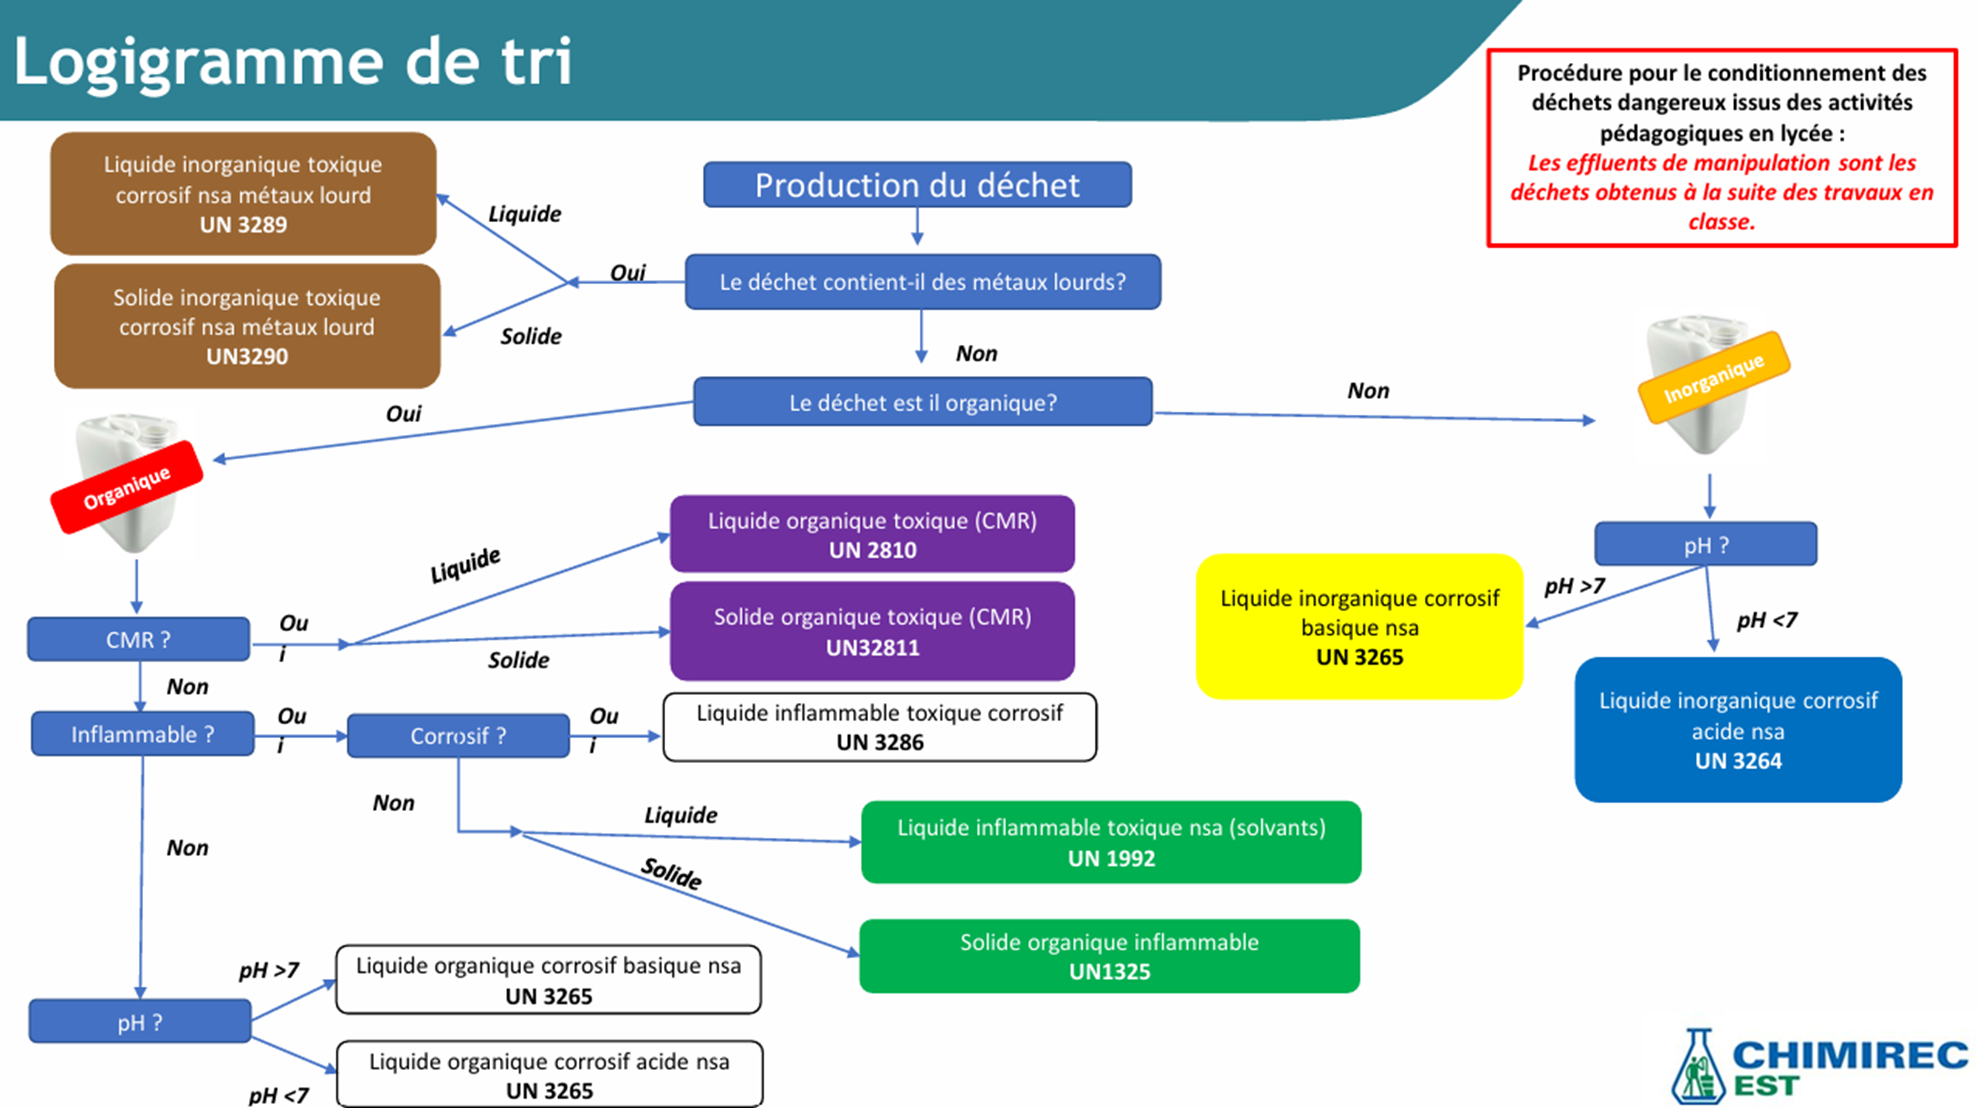 Logigramme de tri
Procédure pour le conditionnement des
déchets dangereux issus des activités
pédagogiques en lycée :
Les effluents de manipulation sont les
déchets obtenus à la suite des travaux en
classe.
Liquide inorganique toxique
corrosif nsa métaux lourd
UN 3289
Production du déchet
Liquide
Oui
Le déchet contient-il des métaux lourds?
Solide inorganique toxique
corrosif nsa métaux lourd
UN3290
Solide
Non
Le déchet est il organique?
Oui
Non
Inorganique
Organique
Liquide organique toxique (CMR)
UN 2810
Liquide
pH ?
pH >7
pH <7
Liquide inorganique corrosif
basique nsa
UN 3265
CMR ?
Ou
i
Solide organique toxique (CMR)
UN32811
Solide
Non
Liquide inorganique corrosif
acide nsa
UN 3264
Inflammable ?
Ou
i
Corrosif ?
Ou
i
Liquide inflammable toxique corrosif
UN 3286
Non
Liquide
Liquide inflammable toxique nsa (solvants)
UN 1992
Non
Solide
Solide organique inflammable
UN1325
pH >7
Liquide organique corrosif basique nsa
UN 3265
pH ?
Liquide organique corrosif acide nsa
UN 3265
pH <7
CHIMIREC
EST